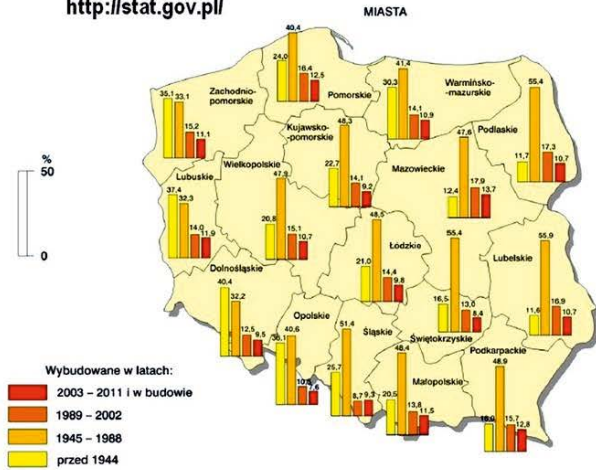 http://stat.gov.pl/
MIASTA
Zachodnio-
pomorskie
35,1 33,1 15,2 11,1
Pomorskie
24,0 40,4 16,4 12,5
Warmińsko-
mazurskie
30,3 41,4 14,1 10,9
Podlaskie
11,7 55,4 17,3 10,7
Kujawsko-
-pomorskie
22,7 48,3 14,1 9,2
Mazowieckie
12,4 47,6 17,9 13,7
%
50
0
Lubuskie
37,4 32,3 14,0 11,9
Wielkopolskie
20,8 47,9 15,1 10,7
Łódzkie
21,0 48,5 14,4 9,8
Lubelskie
11,6 55,9 16,9 10,7
Dolnośląskie
40,4 32,2 12,5 9,5
Opolskie
40,6 7,6
Śląskie
25,7 51,4 8,7 9,3
Świętokrzyskie
16,5 55,4 13,0 8,4
Małopolskie
20,5 48,4 13,8 11,5
Podkarpackie
48,9 15,7 12,8
Wybudowane w latach:
2003 – 2011 i w budowie
1989 – 2002
1945 – 1988
przed 1944